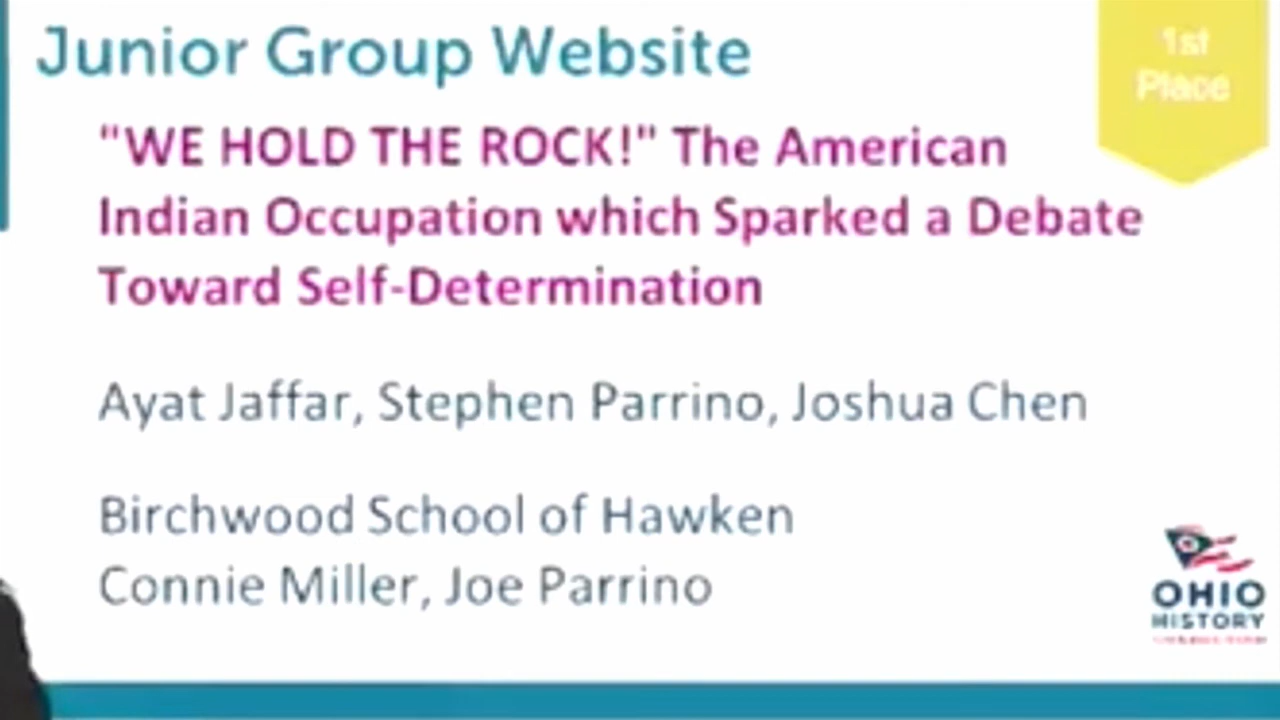 Junior Group Website
1st
Place
"WE HOLD THE ROCK!" The American
Indian Occupation which Sparked a Debate
Toward Self-Determination
Ayat Jaffar, Stephen Parrino, Joshua Chen
Birchwood School of Hawken
Connie Miller, Joe Parrino
OHIO
HISTORY